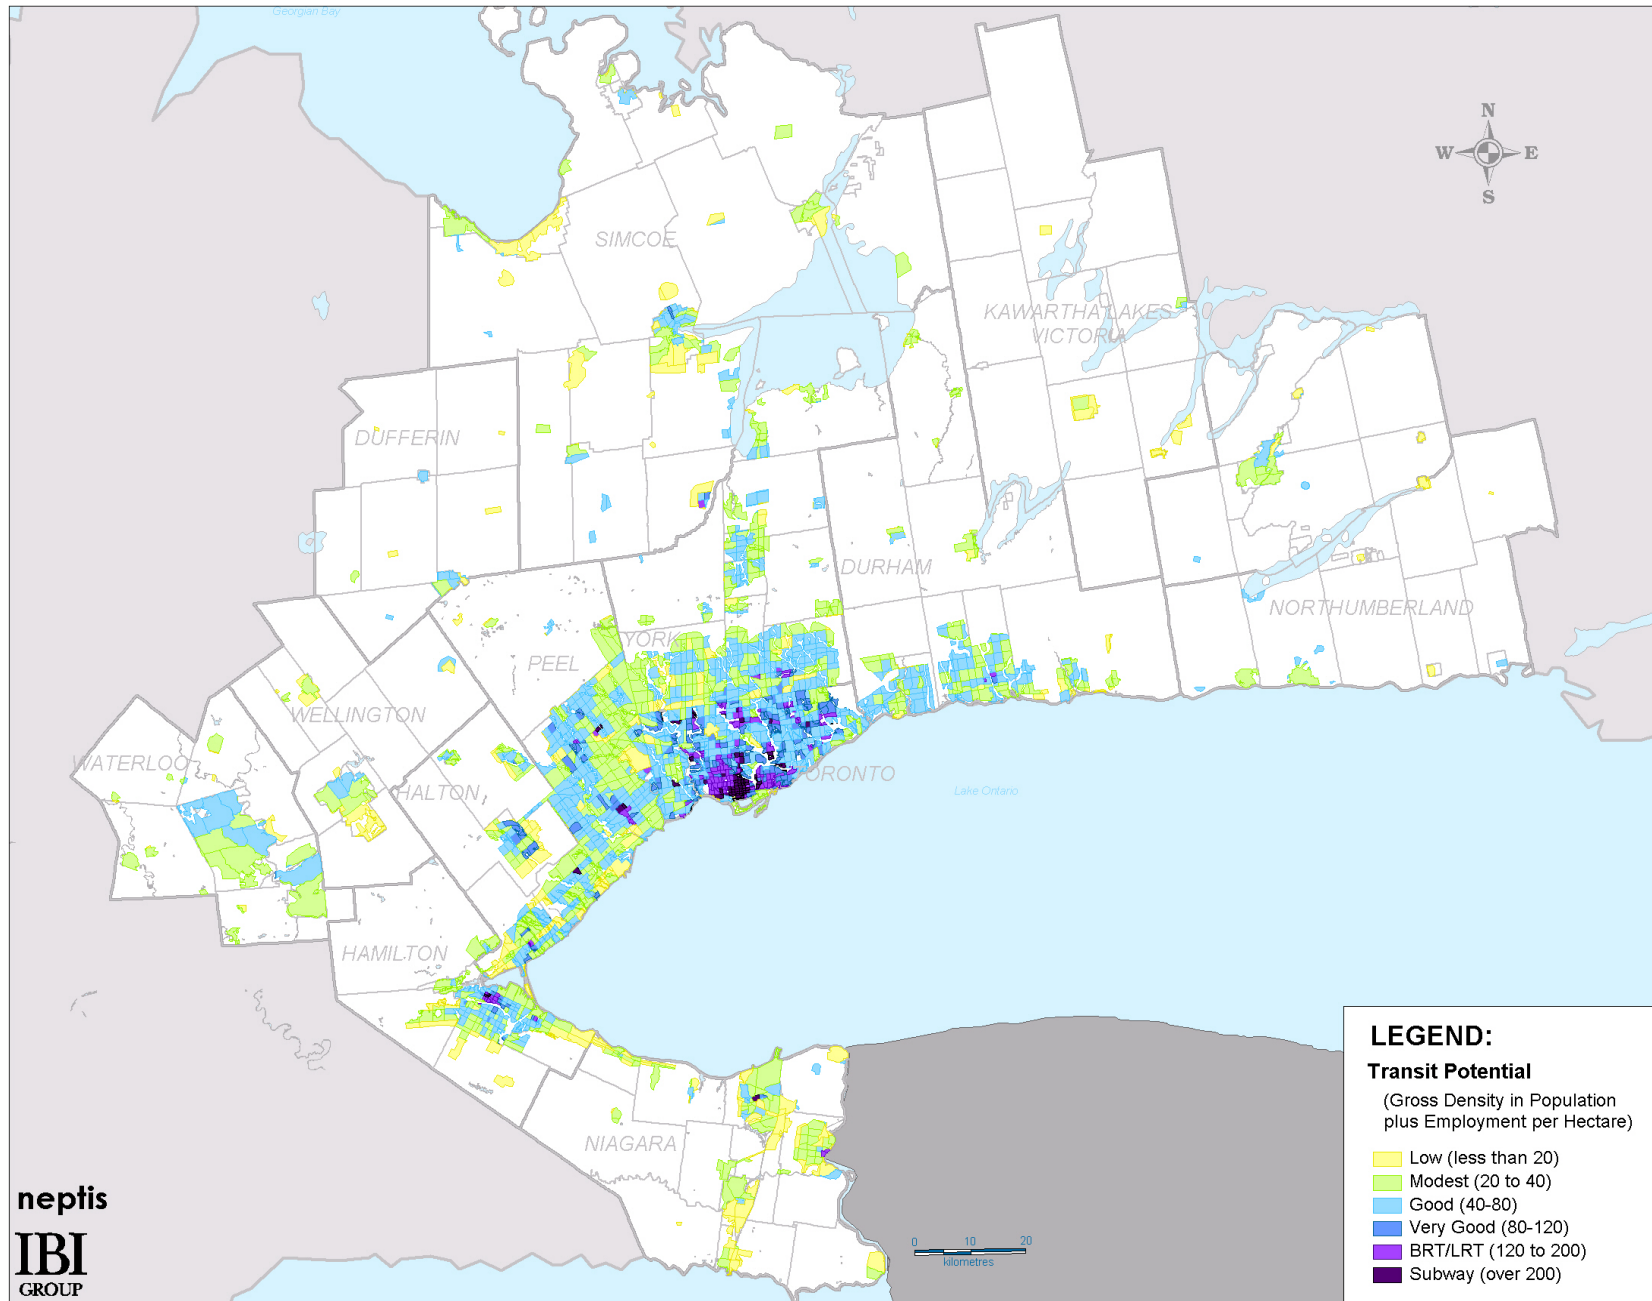 Georgian Bay
N
W
E
S
SIMCOE
KAWARTHA LAKES
VICTORIA
DUFFERIN
DURHAM
NORTHUMBERLAND
YORK
PEEL
WELLINGTON
WATERLOO
HALTON
TORONTO
Lake Ontario
HAMILTON
NIAGARA
LEGEND:
Transit Potential
(Gross Density in Population
plus Employment per Hectare)
Low (less than 20)
Modest (20 to 40)
Good (40-80)
Very Good (80-120)
BRT/LRT (120 to 200)
Subway (over 200)
0 10 20
kilometres
neptis
IBI
GROUP